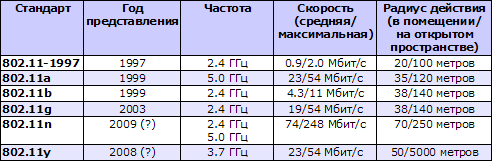 Стандарт Год представления Частота Скорость (средняя/максимальная) Радиус действия (в помещении/на открытом пространстве)
802.11-1997 1997 2.4 ГГц 0.9/2.0 Мбит/с 20/100 метров
802.11a 1999 5.0 ГГц 23/54 Мбит/с 35/120 метров
802.11b 1999 2.4 ГГц 4.3/11 Мбит/с 38/140 метров
802.11g 2003 2.4 ГГц 19/54 Мбит/с 38/140 метров
802.11n 2009 (?) 2.4 ГГц 74/248 Мбит/с 70/250 метров
5.0 ГГц
802.11y 2008 (?) 3.7 ГГц 23/54 Мбит/с 50/5000 метров